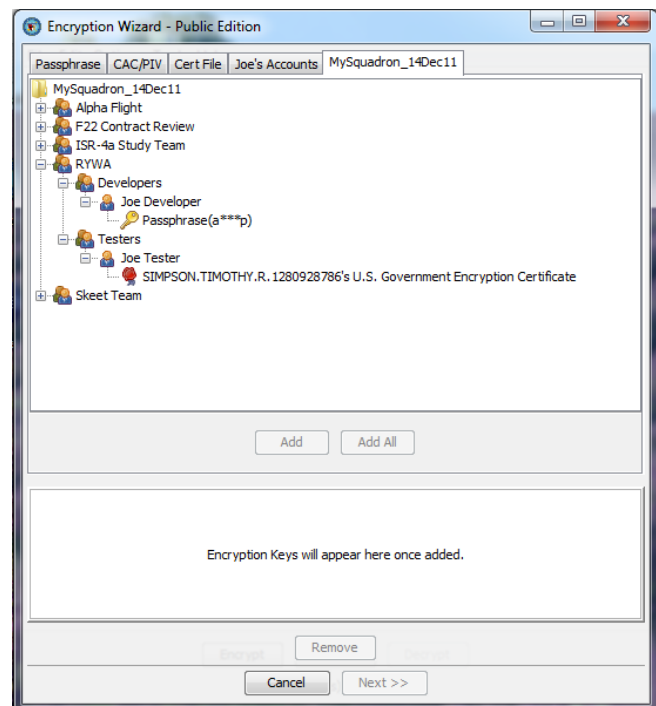 Encryption Wizard - Public Edition
Passphrase CAC/PIV Cert File Joe's Accounts MySquadron_14Dec11
MySquadron_14Dec11
Alpha Flight
F22 Contract Review
ISR-4a Study Team
RYWA
Developers
Joe Developer
Passphrase(a***p)
Testers
Joe Tester
SIMPSON.TIMOTHY.R.1280928786's U.S. Government Encryption Certificate
Skeet Team
Add Add All
Encryption Keys will appear here once added.
Encrypt Remove Decrypt
Cancel Next >>